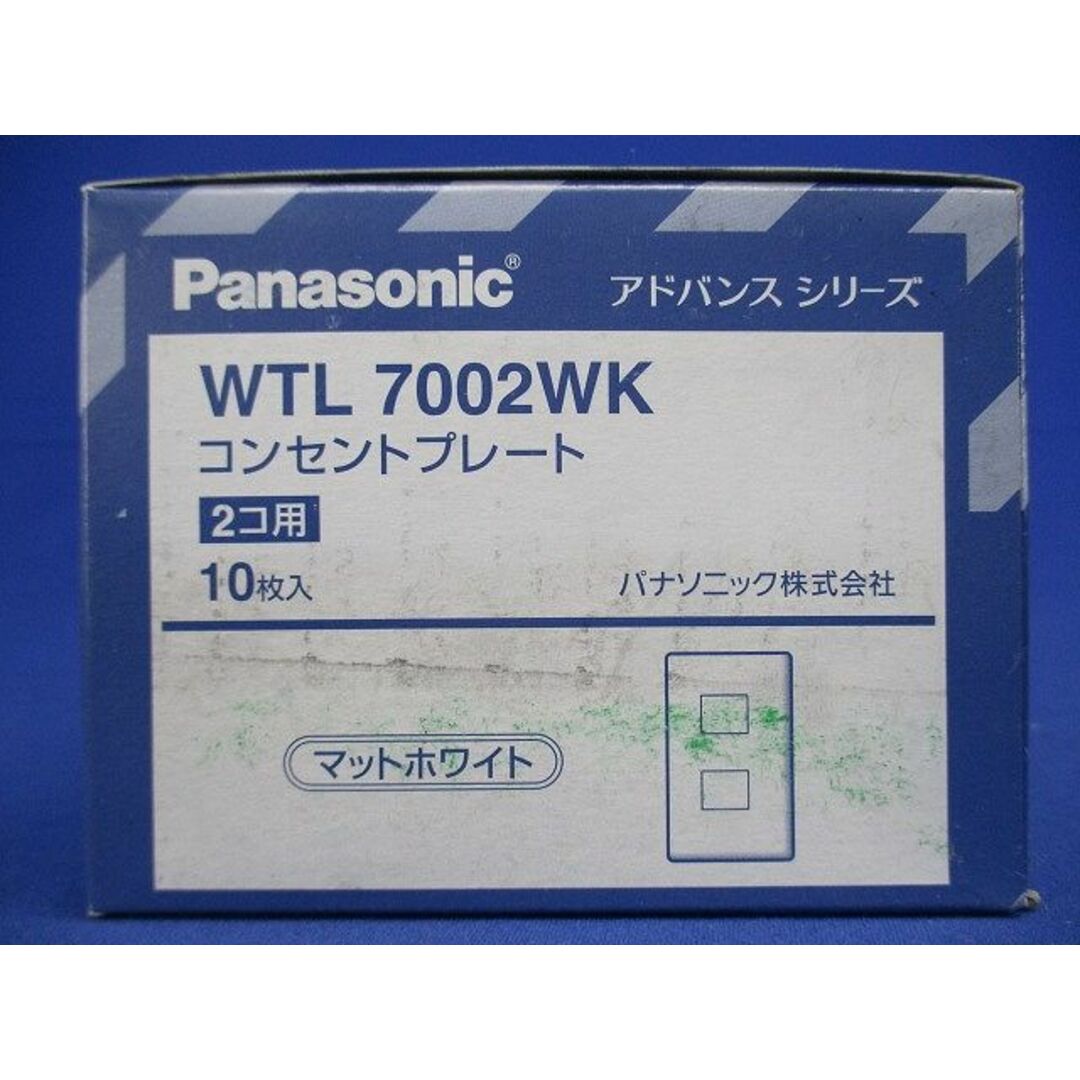 Panasonic® アドバンス シリーズ
WTL 7002WK
コンセントプレート
2コ用
10枚入 パナソニック株式会社
マットホワイト